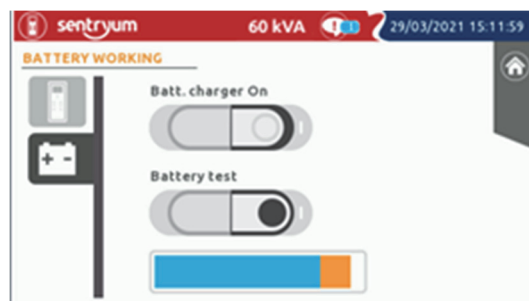 sentryum 60 kVA 29/03/2021 15:11:59
BATTERY WORKING
Batt. charger On
Battery test